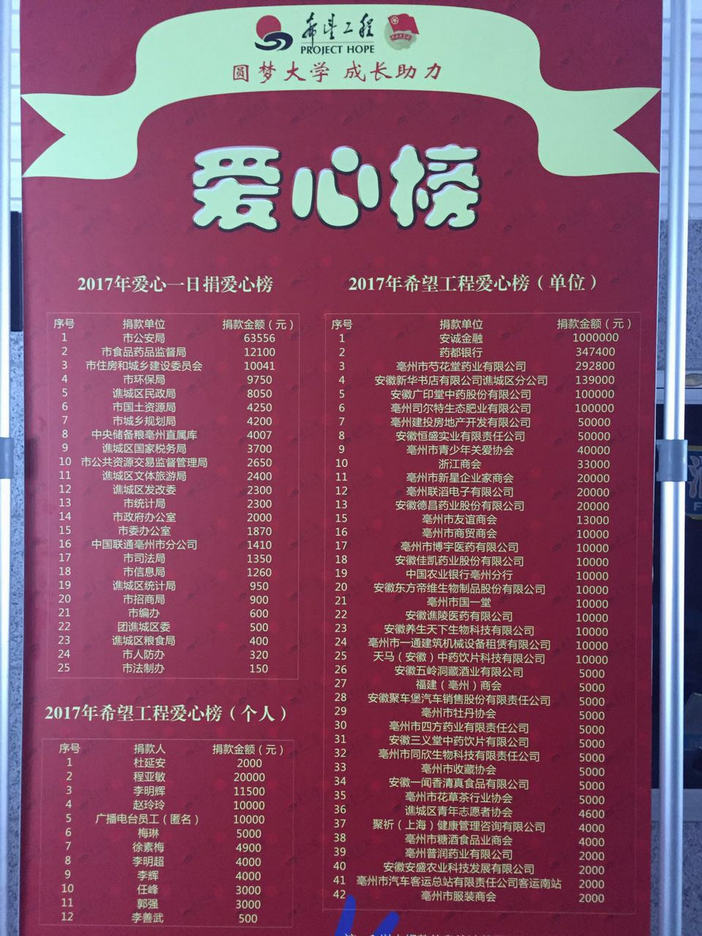 希望工程
PROJECT HOPE
圆梦大学 成长助力
爱心榜
2017年爱心一日捐爱心榜
序号 捐款单位 捐款金额（元）
1 市公安局 63556
2 市食品药品监督局 12100
3 市住房和城乡建设委员会 10041
4 市环保局 9750
5 谯城区民政局 8050
6 市国土资源局 4250
7 市城乡规划局 4200
8 中央储备粮亳州直属库 4007
9 谯城区国家税务局 3700
10 市公共资源交易监督管理局 2650
11 谯城区文体旅游局 2400
12 谯城区发改委 2300
13 市统计局 2300
14 市政府办公室 2000
15 市委办公室 1870
16 中国联通亳州市分公司 1410
17 市司法局 1350
18 市信息局 1260
19 谯城区统计局 950
20 市招商局 900
21 市编办 600
22 团谯城区委 500
23 谯城区粮食局 400
24 市人防办 320
25 市法制办 150
2017年希望工程爱心榜（个人）
序号 捐款人 捐款金额（元）
1 杜延安 2000
2 程亚敏 20000
3 李明辉 11500
4 赵玲玲 10000
5 广播电台员工（匿名） 10000
6 梅琳 5000
7 徐素梅 4900
8 李明超 4000
9 李辉 4000
10 任峰 3000
11 郭强 3000
12 李善武 500
2017年希望工程爱心榜（单位）
序号 捐款单位 捐款金额（元）
1 安诚金融 1000000
2 药都银行 347400
3 亳州市芍花堂药业有限公司 292800
4 安徽新华书店有限公司谯城区分公司 139000
5 安徽广印堂中药股份有限公司 100000
6 亳州司尔特生态肥业有限公司 100000
7 亳州建投房地产开发有限公司 50000
8 安徽恒盛实业有限责任公司 50000
9 亳州市青少年关爱协会 40000
10 浙江商会 33000
11 亳州市新星企业家商会 20000
12 亳州联滔电子有限公司 20000
13 安徽德昌药业股份有限公司 20000
15 亳州市友谊商会 13000
16 亳州市商贸商会 10000
17 亳州市博宇医药有限公司 10000
18 安徽佳凯药业股份有限公司 10000
19 中国农业银行亳州分行 10000
20 安徽东方帝维生物制品股份有限公司 10000
21 亳州市国一堂 10000
22 安徽谯陵医药有限公司 10000
23 安徽养生天下生物科技有限公司 10000
24 亳州市一通建筑机械设备租赁有限公司 10000
25 天马（安徽）中药饮片科技有限公司 10000
26 安徽五岭洞藏酒业有限公司 5000
27 福建（亳州）商会 5000
28 安徽聚车堡汽车销售股份有限责任公司 5000
29 亳州市牡丹协会 5000
30 亳州市四方药业有限责任公司 5000
31 安徽三义堂中药饮片有限公司 5000
32 亳州市同欣生物科技有限责任公司 5000
33 亳州市收藏协会 5000
34 安徽一闻香清真食品有限公司 5000
35 亳州市花草茶行业协会 5000
36 谯城区青年志愿者协会 4600
37 聚祈（上海）健康管理咨询有限公司 4000
38 亳州市糖酒食品业商会 4000
39 亳州普润药业有限公司 2000
40 安徽安盛农业科技发展有限公司 2000
41 亳州市汽车客运总站有限责任公司客运南站 2000
42 亳州市服装商会 2000